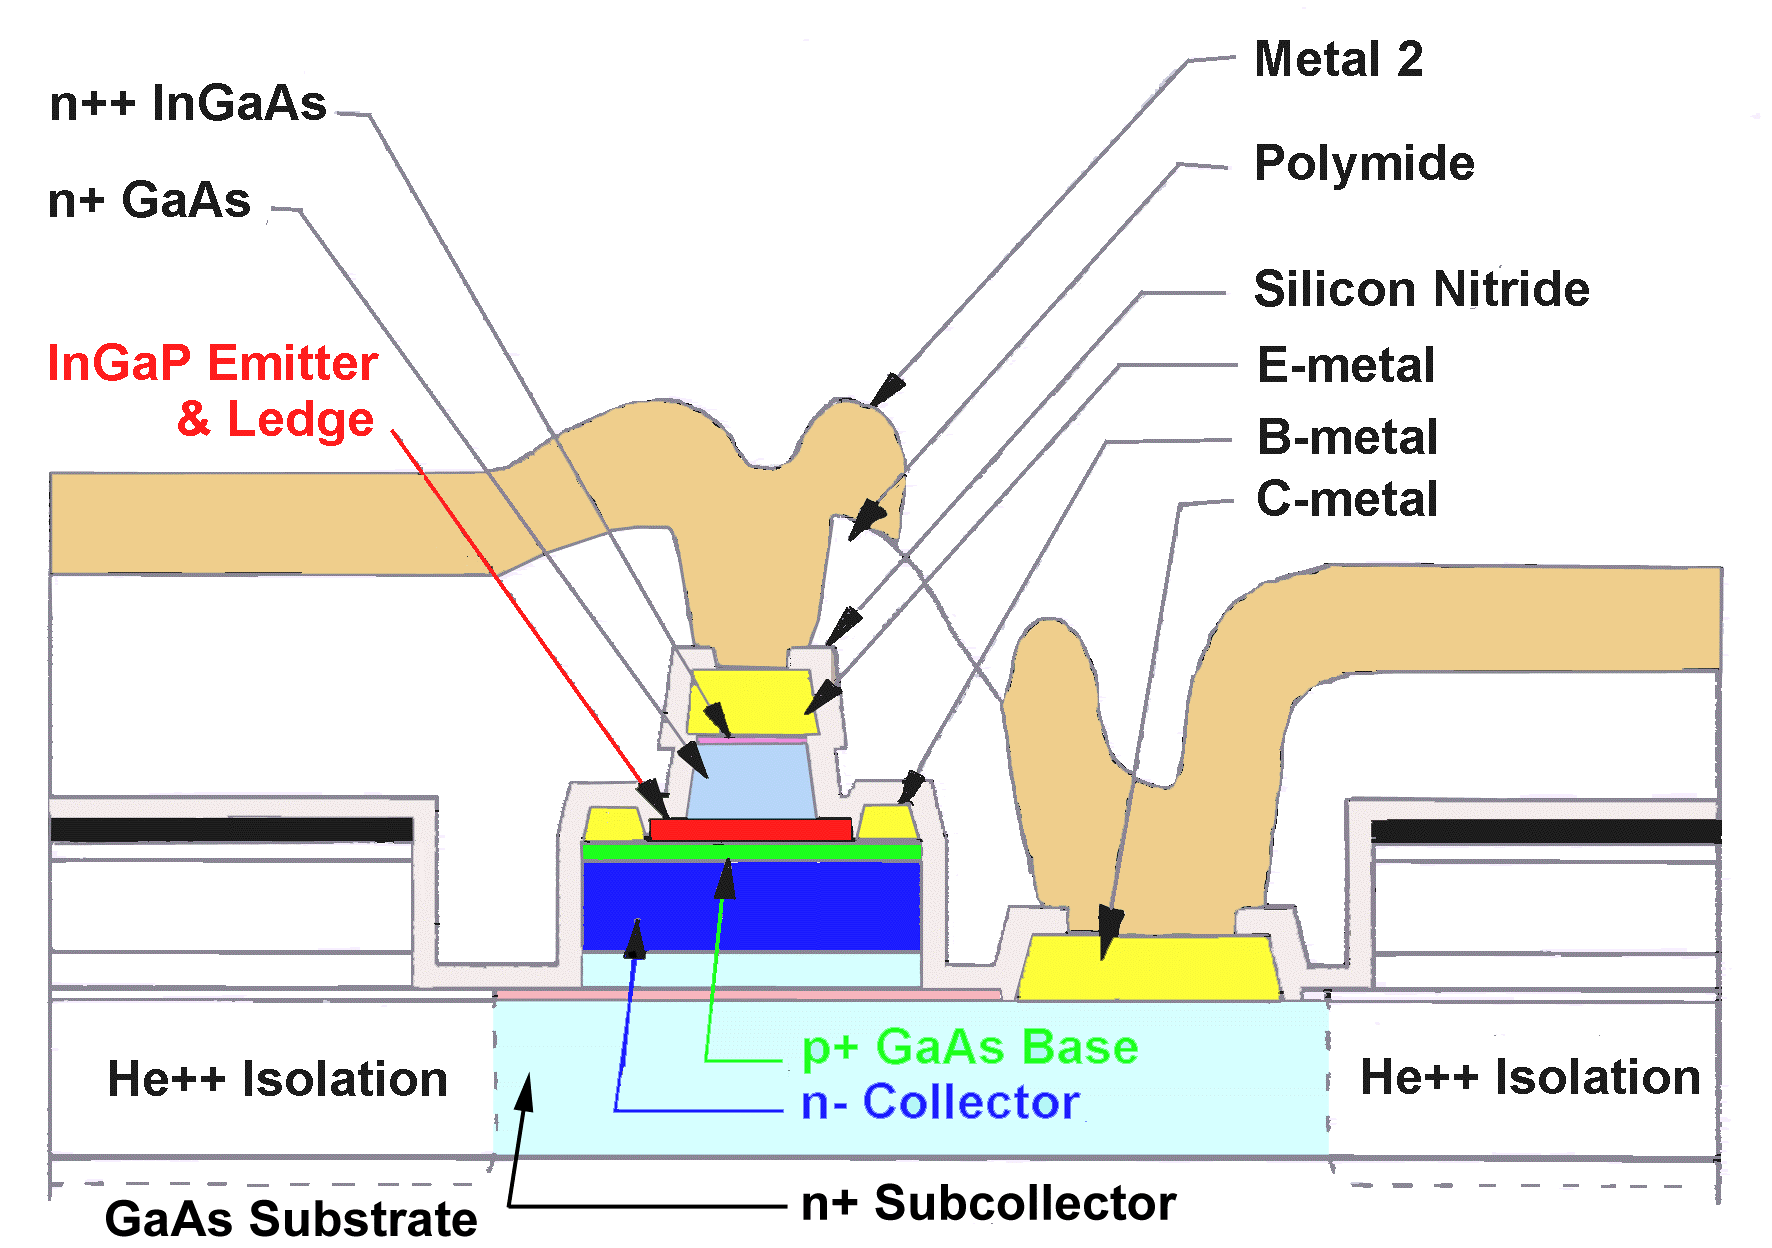 n++ InGaAs
n+ GaAs
InGaP Emitter
& Ledge
Metal 2
Polymide
Silicon Nitride
E-metal
B-metal
C-metal
p+ GaAs Base
n- Collector
He++ Isolation
He++ Isolation
n+ Subcollector
GaAs Substrate